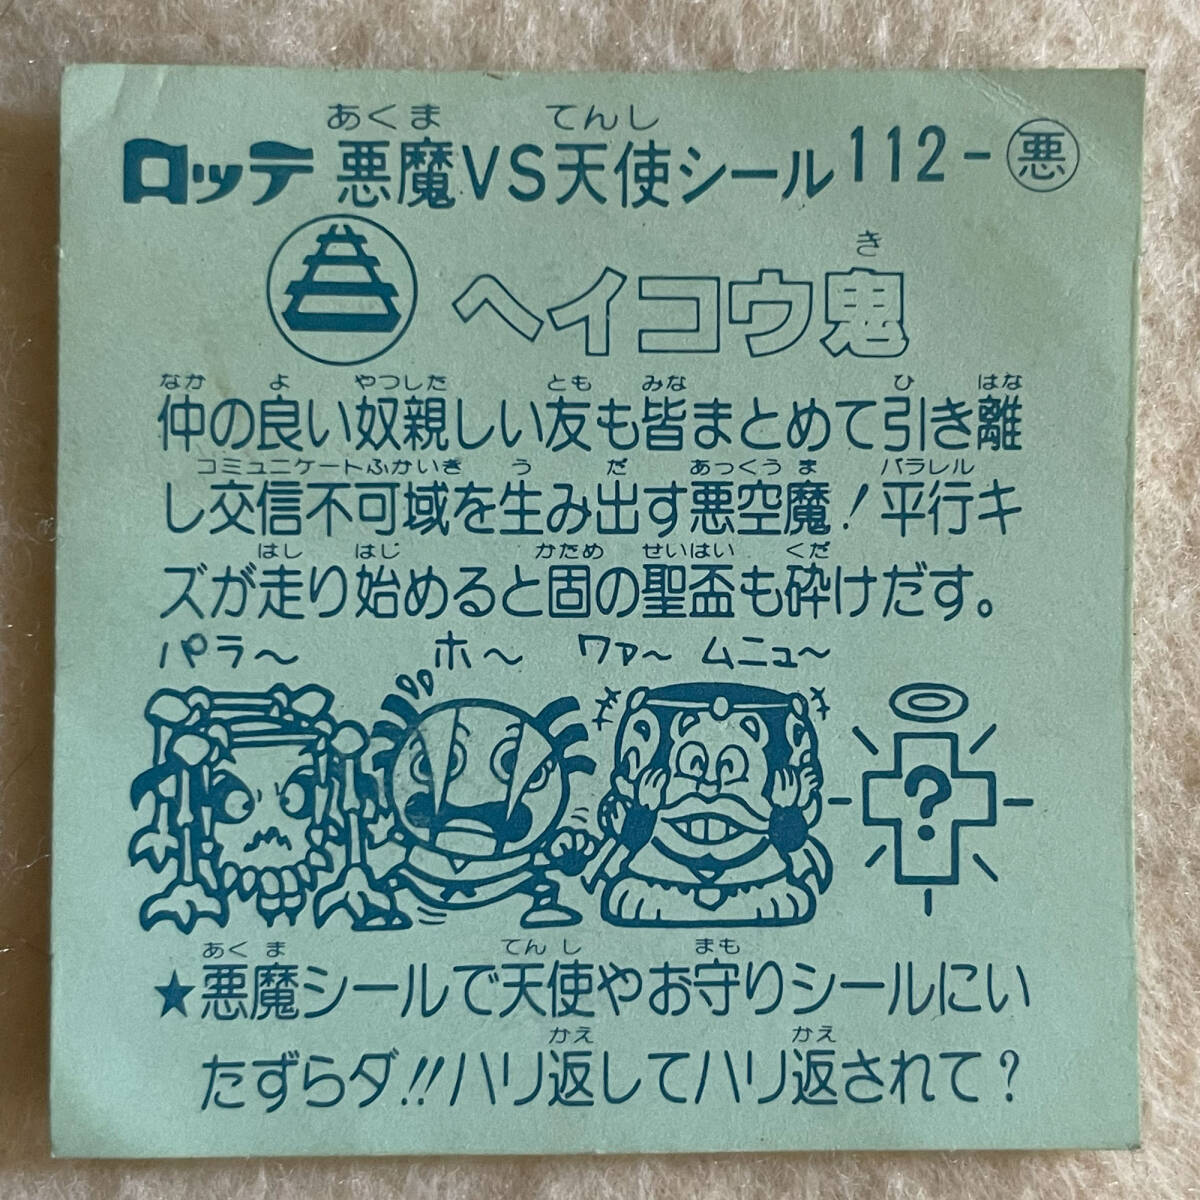 あくま てんし
ロッテ 悪魔VS天使シール112-悪
き
ヘイコウ鬼
なか よ やつした とも みな ひ はな
仲の良い奴親しい友も皆まとめて引き離
コミュニケートふかいき う だ あっくうま パラレル
し交信不可域を生み出す悪空魔!平行キ
はし はじ かため せいはい くだ
ズが走り始めると固の聖盃も砕けだす。
パラ〜 ホ〜 ワァ〜 ムニュ〜
?
あくま てんし まも
★悪魔シールで天使やお守りシールにい
かえ かえ
たずらダ!!ハリ返してハリ返されて?